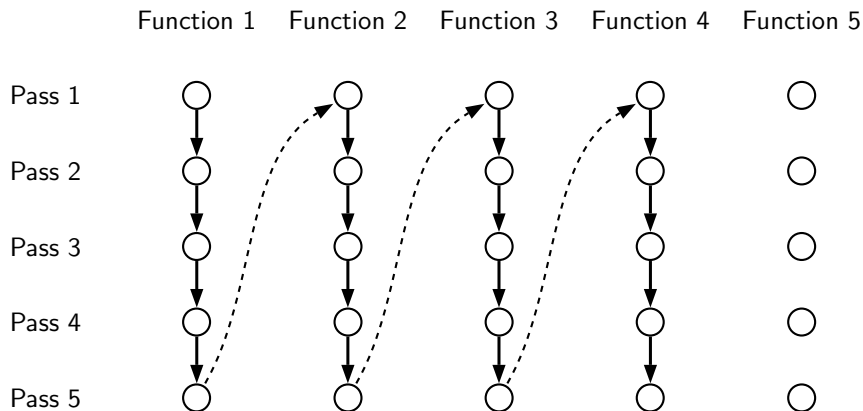 Function 1 Function 2 Function 3 Function 4 Function 5
Pass 1
Pass 2
Pass 3
Pass 4
Pass 5